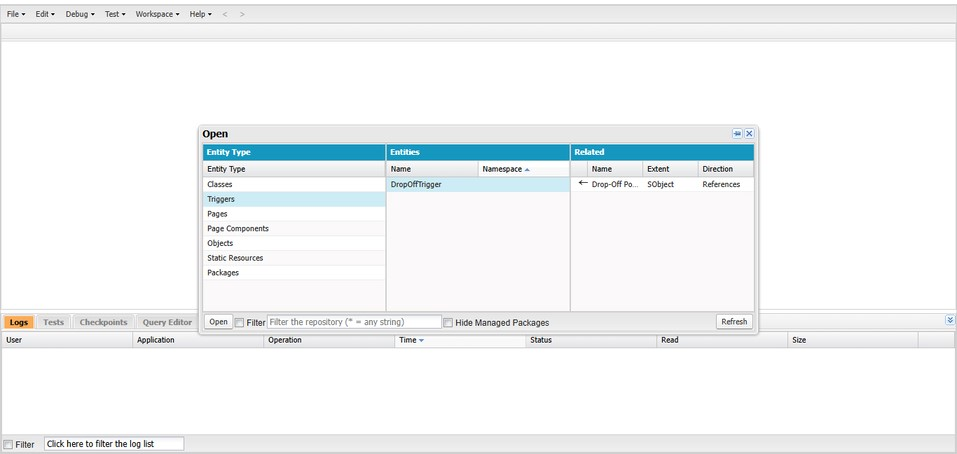 File Edit Debug Test Workspace Help < >
Open
Entity Type Entities Related
Entity Type Name Namespace Name Extent Direction
Classes DropOffTrigger ← Drop-Off Po... SObject References
Triggers
Pages
Page Components
Objects
Static Resources
Packages
Open Filter Filter the repository (* = any string) Hide Managed Packages Refresh
Logs Tests Checkpoints Query Editor
User Application Operation Time Status Read Size
Filter Click here to filter the log list